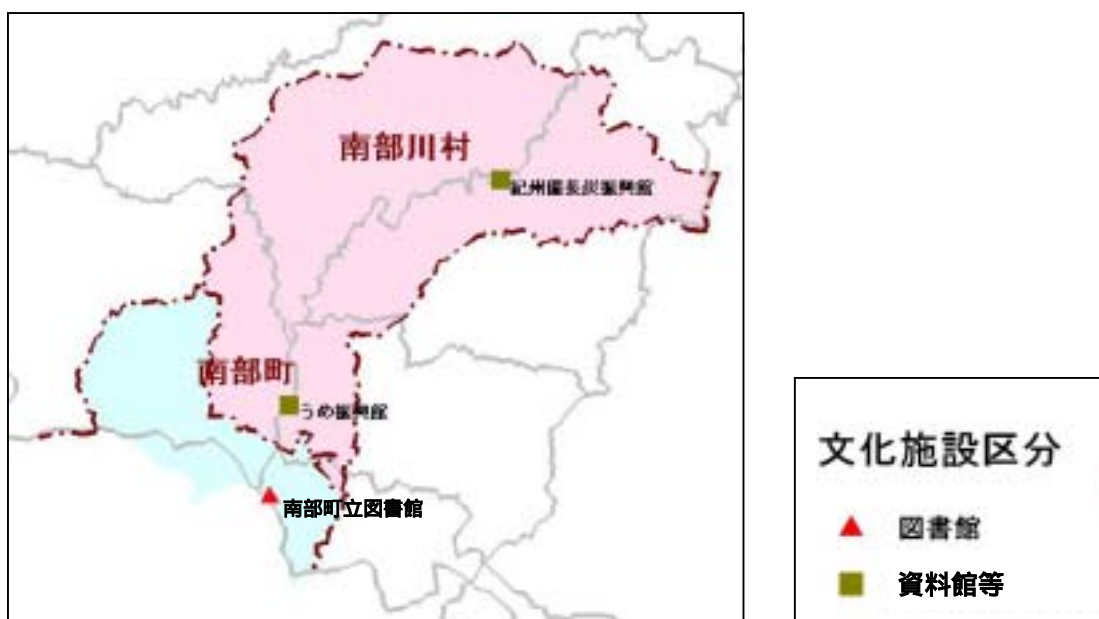 南部川村
紀州備長炭振興館
南部町
うめ振興館
南部町立図書館
文化施設区分
図書館
資料館等